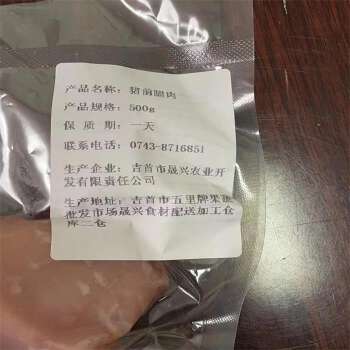 产品名称：猪前腿肉
产品规格：500g
保 质 期：一天
联系电话：0743-8716851
生产企业：吉首市晟兴农业开
发有限责任公司
生产地址：吉首市五里牌果蔬
批发市场晟兴食材配送加工仓
库二仓